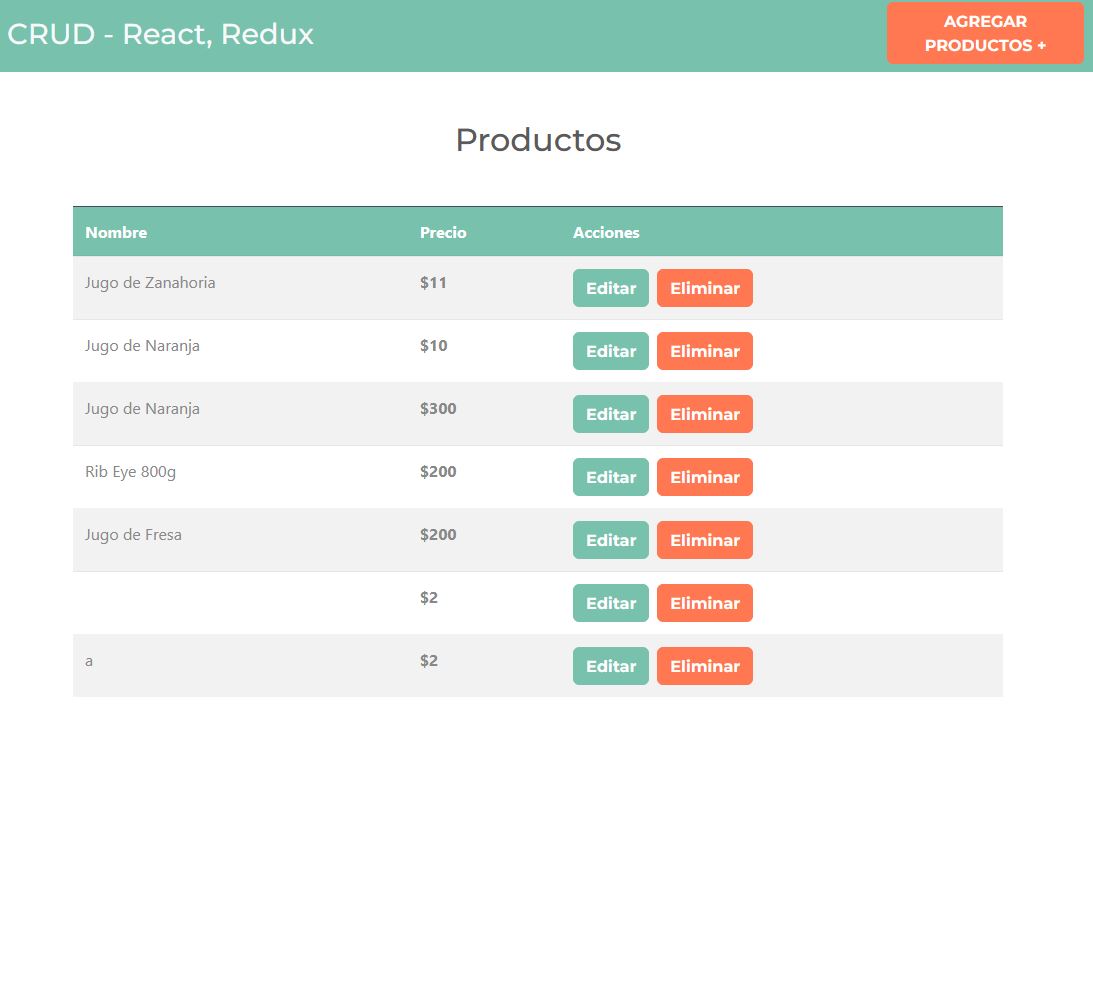 CRUD - React, Redux
AGREGAR
PRODUCTOS +
Productos
Nombre Precio Acciones
Jugo de Zanahoria $11 Editar Eliminar
Jugo de Naranja $10 Editar Eliminar
Jugo de Naranja $300 Editar Eliminar
Rib Eye 800g $200 Editar Eliminar
Jugo de Fresa $200 Editar Eliminar
$2 Editar Eliminar
a $2 Editar Eliminar